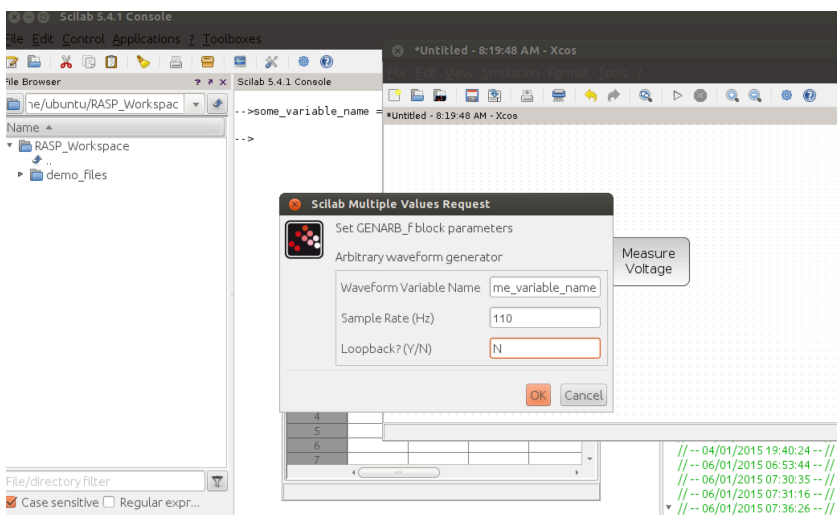 Scilab 5.4.1 Console
File Edit Control Applications ? Toolboxes
File Browser
ne/ubuntu/RASP_Workspac
Name
RASP_Workspace
..
demo_files
File/directory filter
Case sensitive Regular expr...
Scilab 5.4.1 Console
-->some_variable_name =
-->
*Untitled - 8:19:48 AM - Xcos
File Edit View Simulation Format Tools ?
*Untitled - 8:19:48 AM - Xcos
Measure
Voltage
Scilab Multiple Values Request
Set GENARB_f block parameters
Arbitrary waveform generator
Waveform Variable Name me_variable_name
Sample Rate (Hz) 110
Loopback? (Y/N) N
OK Cancel
4
5
6
7
// -- 04/01/2015 19:40:24 -- //
// -- 06/01/2015 06:53:44 -- //
// -- 06/01/2015 07:30:35 -- //
// -- 06/01/2015 07:31:16 -- //
// -- 06/01/2015 07:36:26 -- //